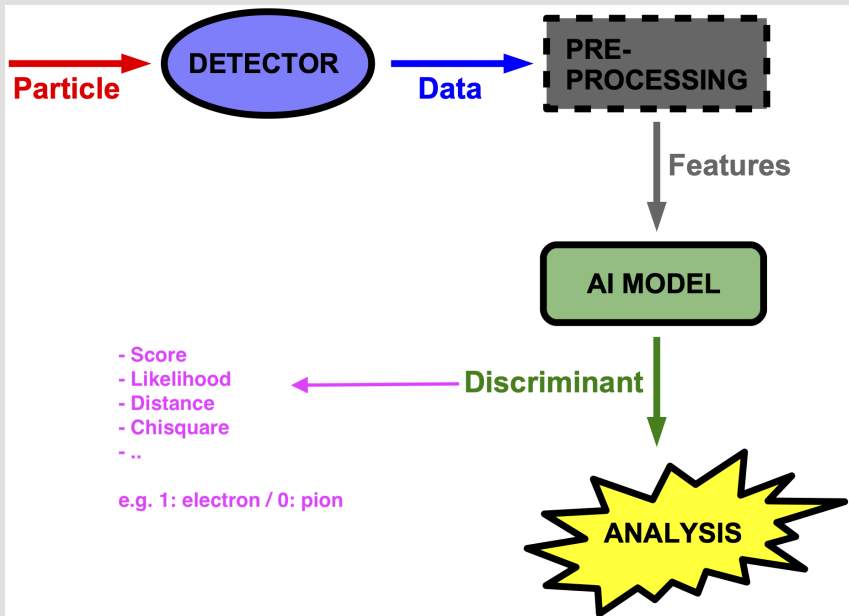 DETECTOR
Particle
Data
PRE-
PROCESSING
Features
AI MODEL
- Score
- Likelihood
- Distance
- Chisquare
- ..
Discriminant
e.g. 1: electron / 0: pion
ANALYSIS